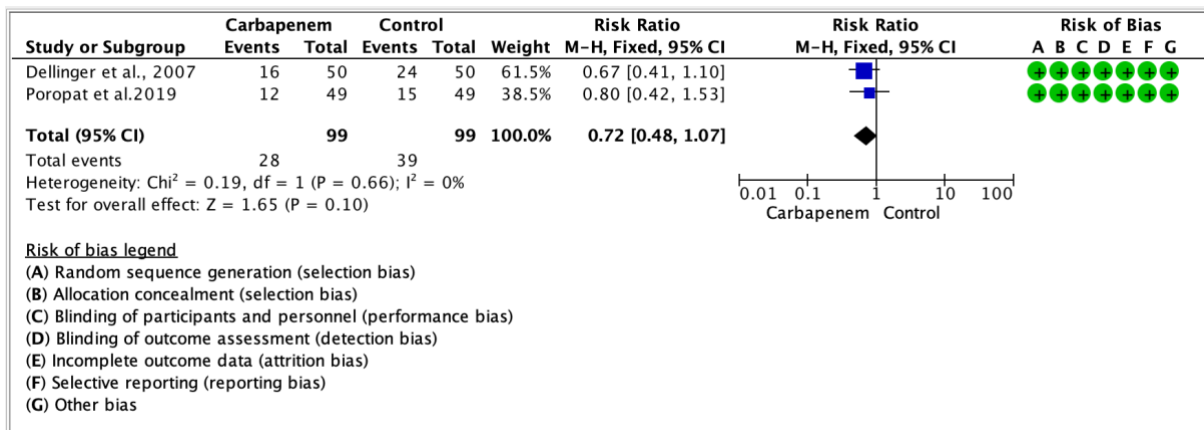 Carbapenem Control Risk Ratio Risk Ratio Risk of Bias
Study or Subgroup Events Total Events Total Weight M-H, Fixed, 95% CI M-H, Fixed, 95% CI A B C D E F G
Dellinger et al., 2007 16 50 24 50 61.5% 0.67 [0.41, 1.10] + + + + + + +
Poropat et al.2019 12 49 15 49 38.5% 0.80 [0.42, 1.53] + + + + + + +
Total (95% CI) 99 99 100.0% 0.72 [0.48, 1.07]
Total events 28 39
Heterogeneity: Chi² = 0.19, df = 1 (P = 0.66); I² = 0%
Test for overall effect: Z = 1.65 (P = 0.10)
0.01 0.1 1 10 100
Carbapenem Control
Risk of bias legend
(A) Random sequence generation (selection bias)
(B) Allocation concealment (selection bias)
(C) Blinding of participants and personnel (performance bias)
(D) Blinding of outcome assessment (detection bias)
(E) Incomplete outcome data (attrition bias)
(F) Selective reporting (reporting bias)
(G) Other bias